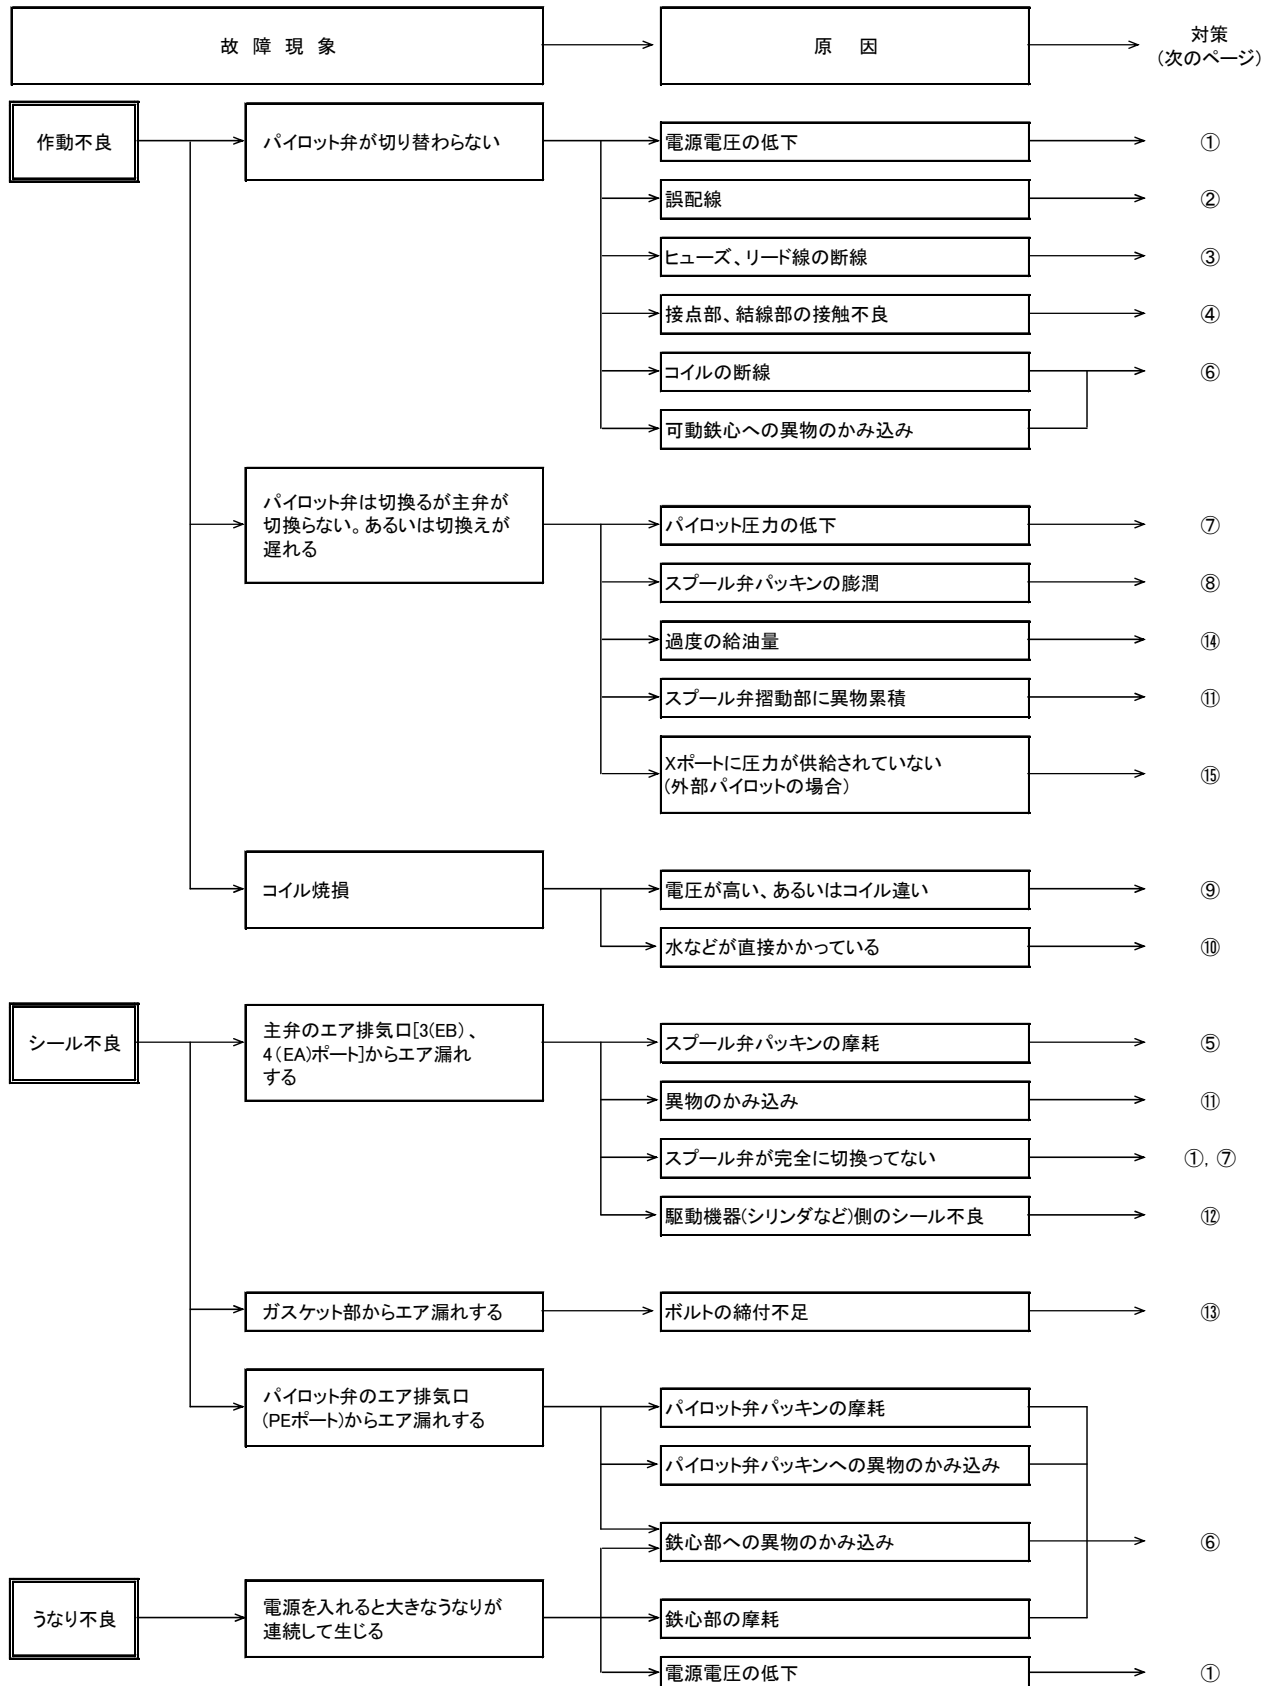 故 障 現 象
原 因
対策
(次のページ)
作動不良
パイロット弁が切り替わらない
電源電圧の低下
①
誤配線
②
ヒューズ、リード線の断線
③
接点部、結線部の接触不良
④
コイルの断線
⑥
可動鉄心への異物のかみ込み
パイロット弁は切換るが主弁が
切換らない。あるいは切換えが
遅れる
パイロット圧力の低下
⑦
スプール弁パッキンの膨潤
⑧
過度の給油量
⑭
スプール弁摺動部に異物累積
⑪
Xポートに圧力が供給されていない
(外部パイロットの場合)
⑮
コイル焼損
電圧が高い、あるいはコイル違い
⑨
水などが直接かかっている
⑩
シール不良
主弁のエア排気口[3(EB)、
4(EA)ポート]からエア漏れ
する
スプール弁パッキンの摩耗
⑤
異物のかみ込み
⑪
スプール弁が完全に切換ってない
①, ⑦
駆動機器(シリンダなど)側のシール不良
⑫
ガスケット部からエア漏れする
ボルトの締付不足
⑬
パイロット弁のエア排気口
(PEポート)からエア漏れする
パイロット弁パッキンの摩耗
パイロット弁パッキンへの異物のかみ込み
鉄心部への異物のかみ込み
⑥
うなり不良
電源を入れると大きなうなりが
連続して生じる
鉄心部の摩耗
電源電圧の低下
①